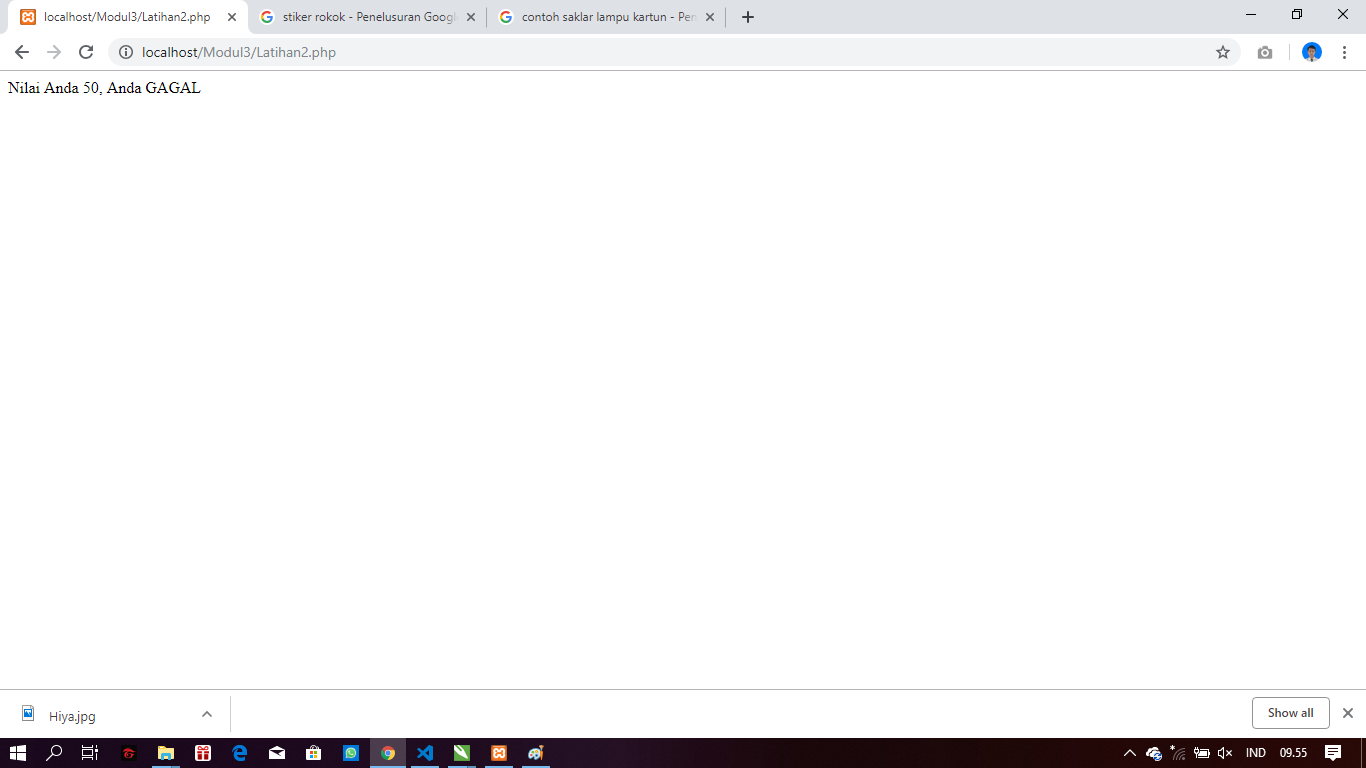 localhost/Modul3/Latihan2.php
stiker rokok - Penelusuran Googl
contoh saklar lampu kartun - Pen
localhost/Modul3/Latihan2.php
Nilai Anda 50, Anda GAGAL
Hiya.jpg
Show all
IND
09.55